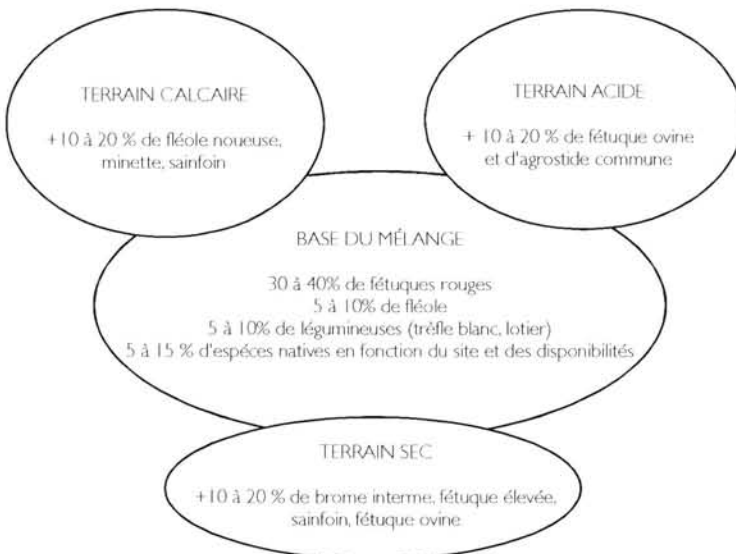 TERRAIN CALCAIRE
+10 à 20 % de fléole noueuse,
minette, sainfoin
TERRAIN ACIDE
+ 10 à 20 % de fétuque ovine
et d'agrostide commune
BASE DU MÉLANGE
30 à 40% de fétuques rouges
5 à 10% de fléole
5 à 10% de légumineuses (trèfle blanc, lotier)
5 à 15 % d'espéces natives en fonction du site et des disponibilités
TERRAIN SEC
+10 à 20 % de brome interme, fétuque élevée,
sainfoin, fétuque ovine